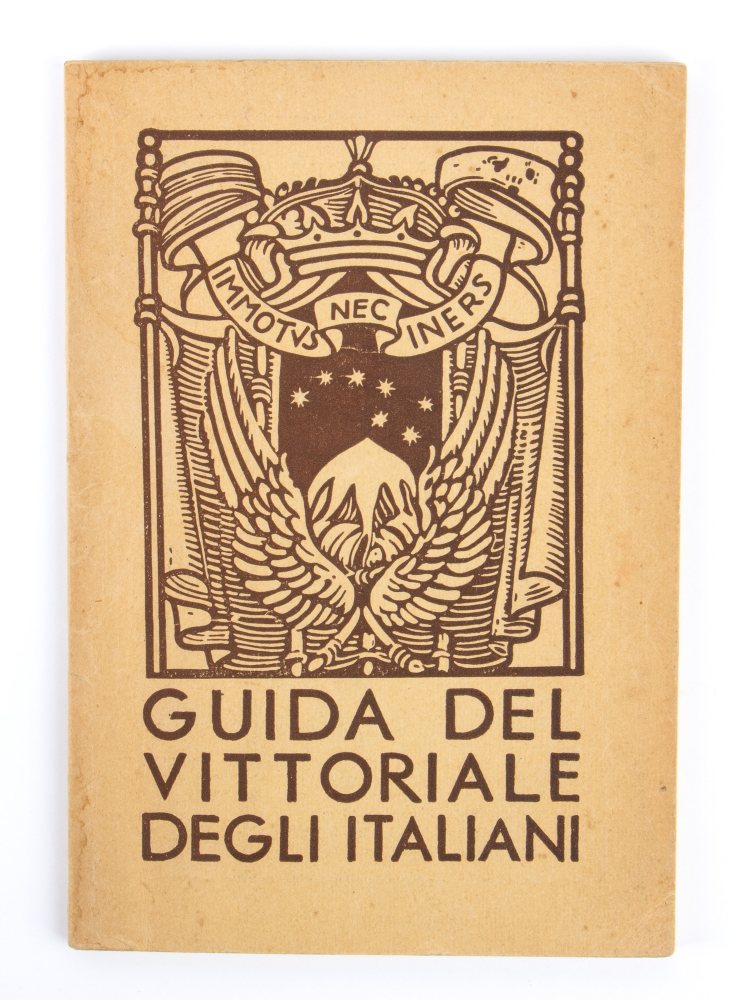 IMMOTVS NEC INERS
GUIDA DEL
VITTORIALE
DEGLI ITALIANI